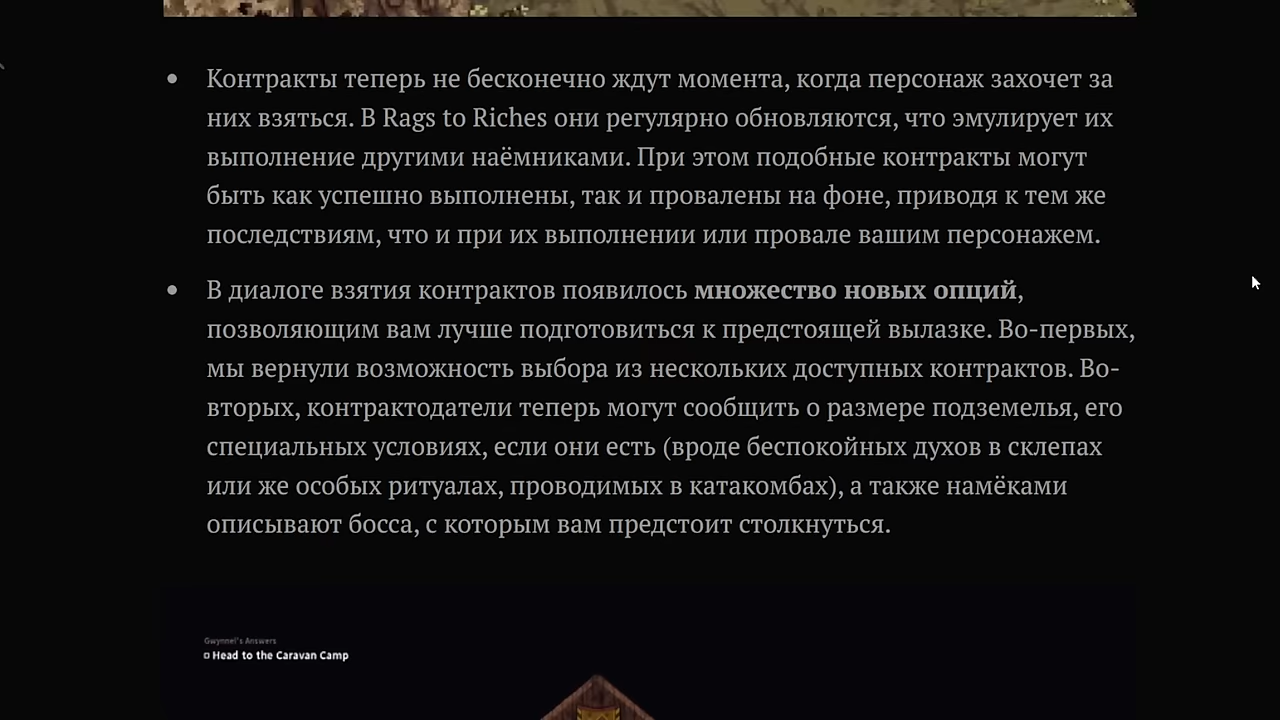 Контракты теперь не бесконечно ждут момента, когда персонаж захочет за
них взяться. В Rags to Riches они регулярно обновляются, что эмулирует их
выполнение другими наёмниками. При этом подобные контракты могут
быть как успешно выполнены, так и провалены на фоне, приводя к тем же
последствиям, что и при их выполнении или провале вашим персонажем.
В диалоге взятия контрактов появилось множество новых опций,
позволяющим вам лучше подготовиться к предстоящей вылазке. Во-первых,
мы вернули возможность выбора из нескольких доступных контрактов. Во-
вторых, контрактодатели теперь могут сообщить о размере подземелья, его
специальных условиях, если они есть (вроде беспокойных духов в склепах
или же особых ритуалах, проводимых в катакомбах), а также намёками
описывают босса, с которым вам предстоит столкнуться.
Gwynnel's Answers
Head to the Caravan Camp